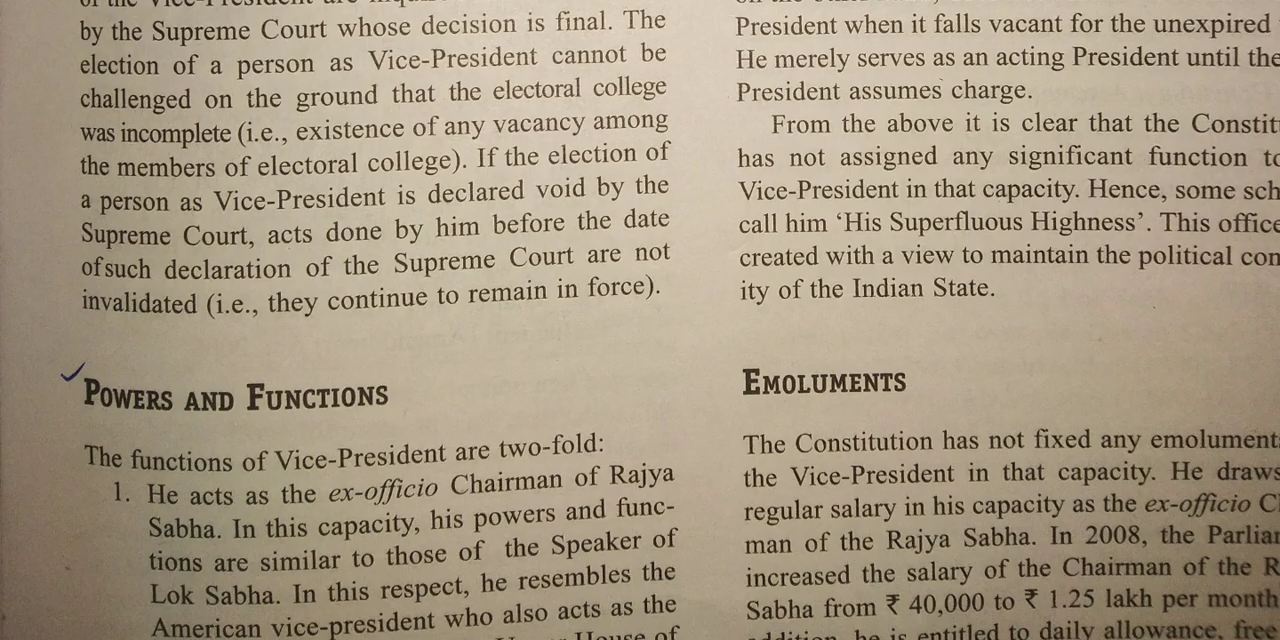 by the Supreme Court whose decision is final. The
election of a person as Vice-President cannot be
challenged on the ground that the electoral college
was incomplete (i.e., existence of any vacancy among
the members of electoral college). If the election of
a person as Vice-President is declared void by the
Supreme Court, acts done by him before the date
of such declaration of the Supreme Court are not
invalidated (i.e., they continue to remain in force).
POWERS AND FUNCTIONS
The functions of Vice-President are two-fold:
1. He acts as the ex-officio Chairman of Rajya
Sabha. In this capacity, his powers and func-
tions are similar to those of the Speaker of
Lok Sabha. In this respect, he resembles the
American vice-president who also acts as the
House of
President when it falls vacant for the unexpired
He merely serves as an acting President until the
President assumes charge.
From the above it is clear that the Constit
has not assigned any significant function to
Vice-President in that capacity. Hence, some sch
call him ‘His Superfluous Highness’. This office
created with a view to maintain the political con
ity of the Indian State.
EMOLUMENTS
The Constitution has not fixed any emolument
the Vice-President in that capacity. He draws
regular salary in his capacity as the ex-officio C
man of the Rajya Sabha. In 2008, the Parlia
increased the salary of the Chairman of the R
Sabha from ₹ 40,000 to ₹ 1.25 lakh per month
he is entitled to daily allowance, free